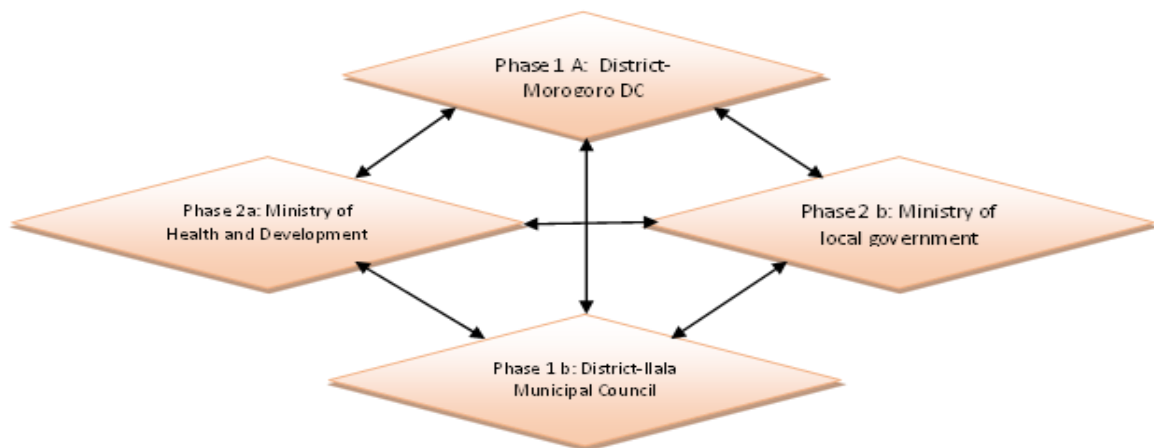 Phase 1 A: District-
Morogoro DC
Phase 2a: Ministry of
Health and Development
Phase 2 b: Ministry of
local government
Phase 1 b: District-Ilala
Municipal Council